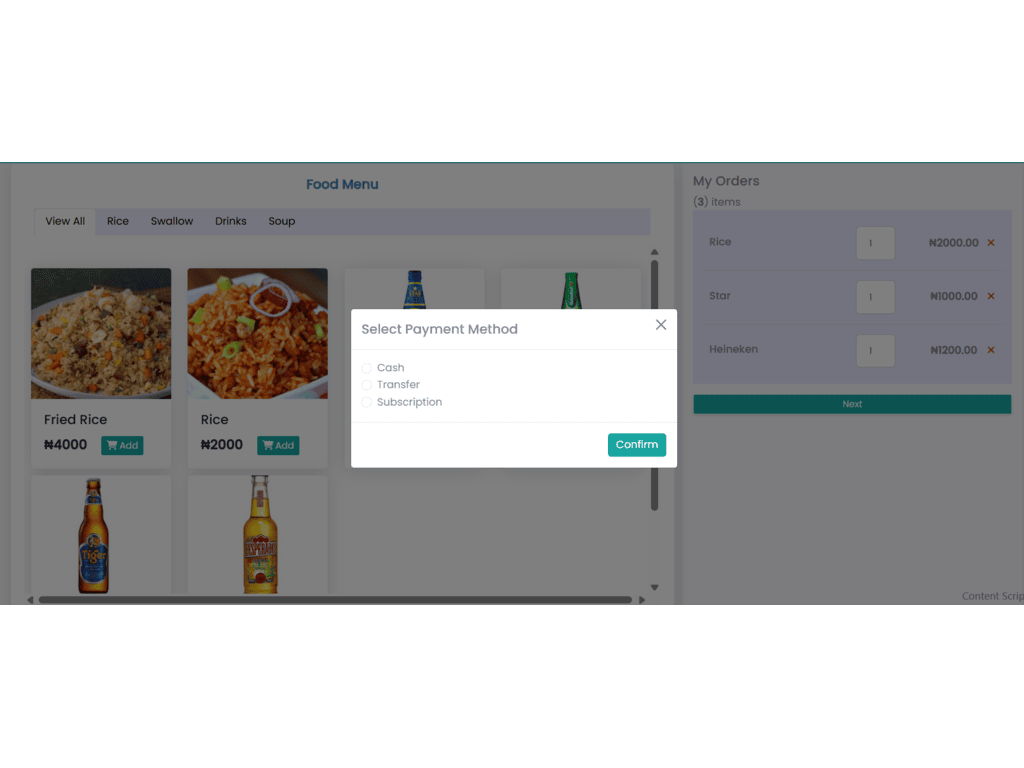 Food Menu
View All Rice Swallow Drinks Soup
Fried Rice
₦4000 Add
Rice
₦2000 Add
Tiger
Select Payment Method
Cash
Transfer
Subscription
Confirm
My Orders
(3) items
Rice 1 ₦2000.00 ×
Star 1 ₦1000.00 ×
Heineken 1 ₦1200.00 ×
Next
Content Scrip